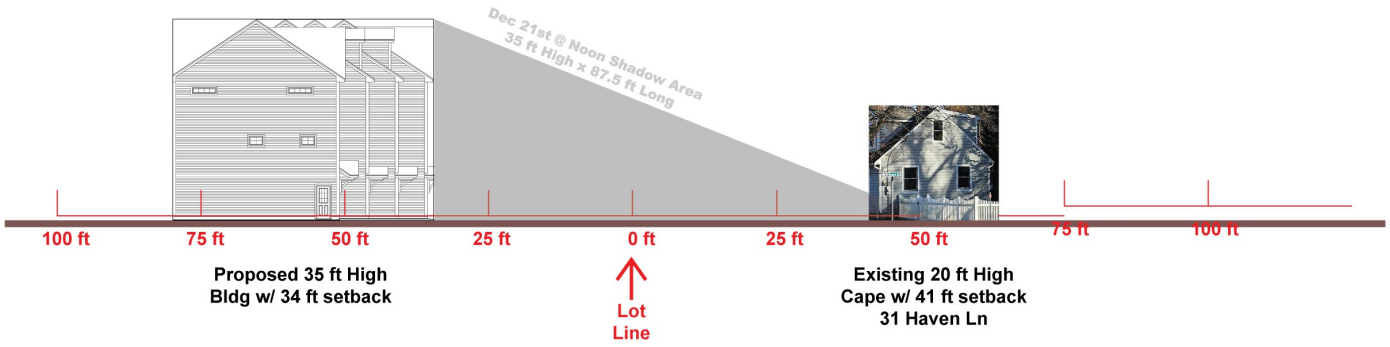 Dec 21st @ Noon Shadow Area
35 ft High x 87.5 ft Long
100 ft
75 ft
50 ft
25 ft
0 ft
25 ft
50 ft
75 ft
100 ft
Proposed 35 ft High
Bldg w/ 34 ft setback
Lot
Line
Existing 20 ft High
Cape w/ 41 ft setback
31 Haven Ln